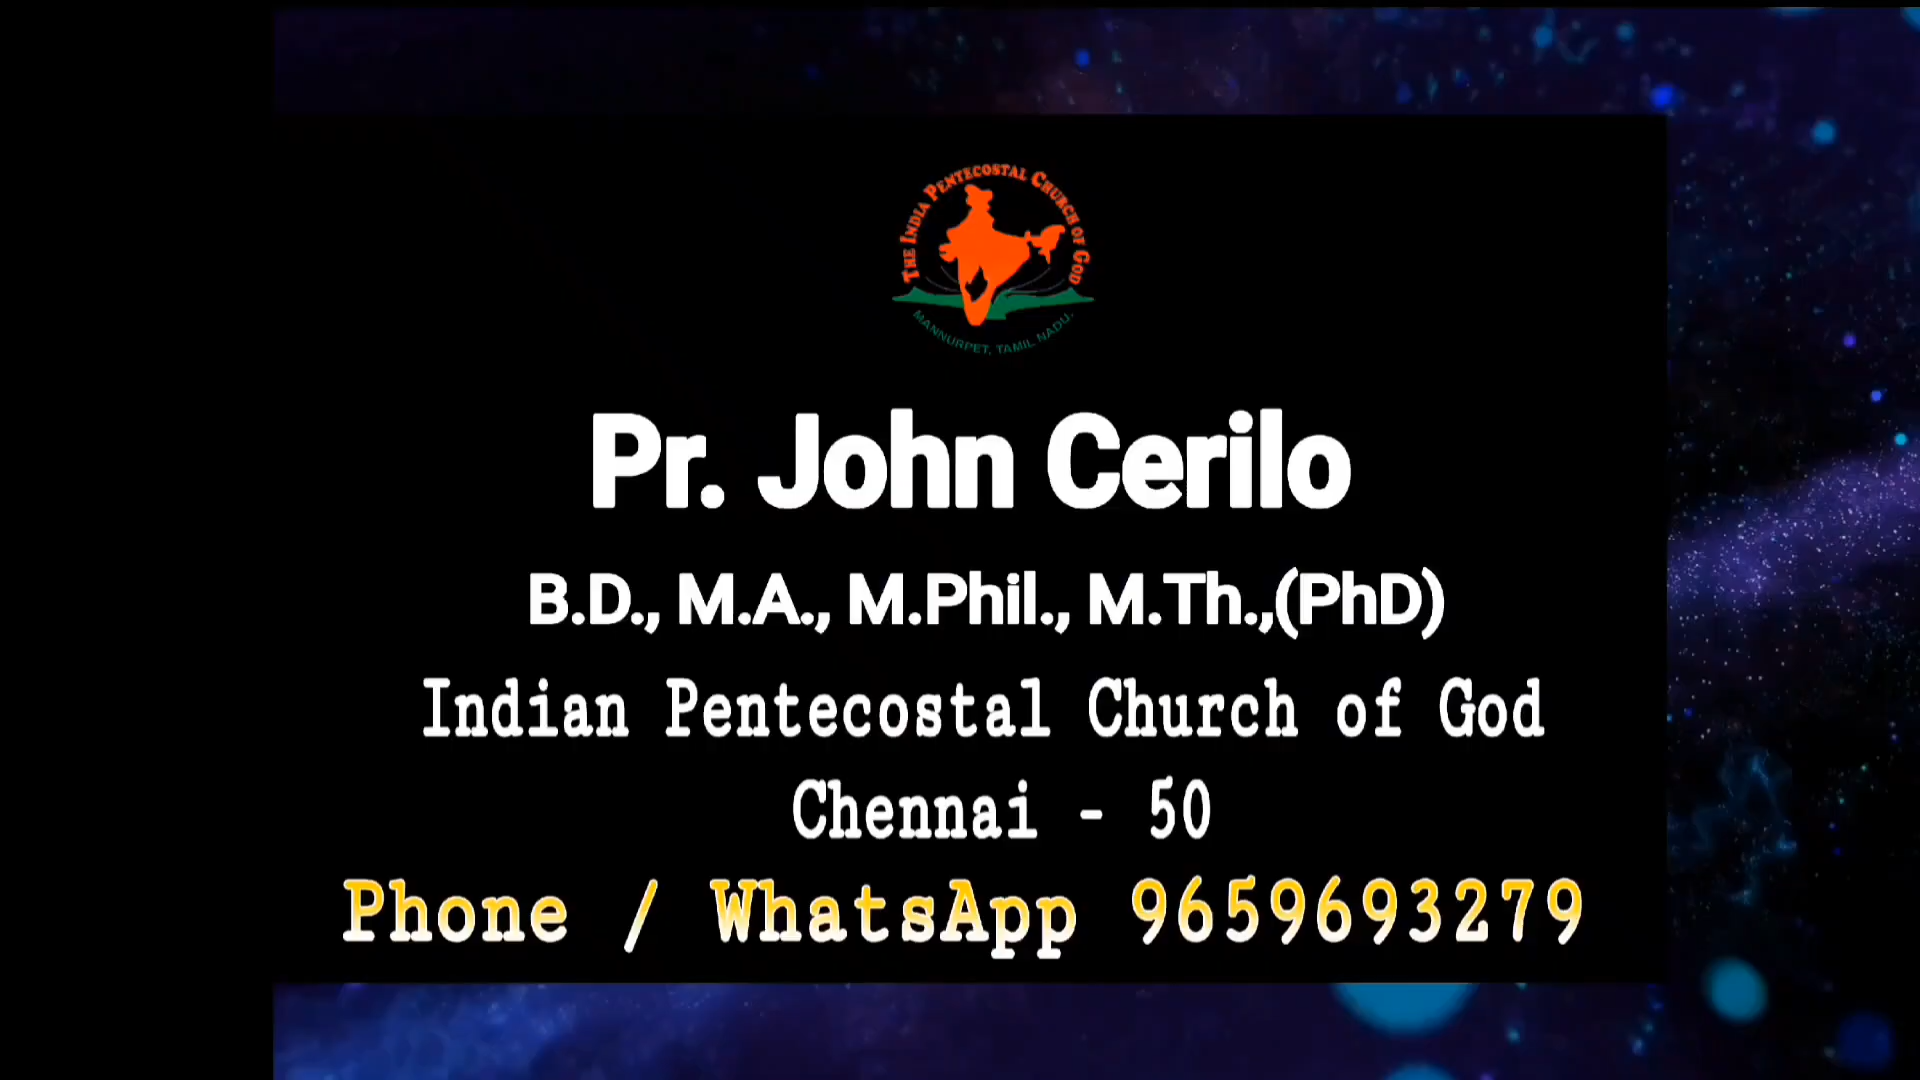 THE INDIA PENTECOSTAL CHURCH OF GOD
MANNURPET, TAMIL NADU.
Pr. John Cerilo
B.D., M.A., M.Phil., M.Th.,(PhD)
Indian Pentecostal Church of God
Chennai - 50
Phone / WhatsApp 9659693279